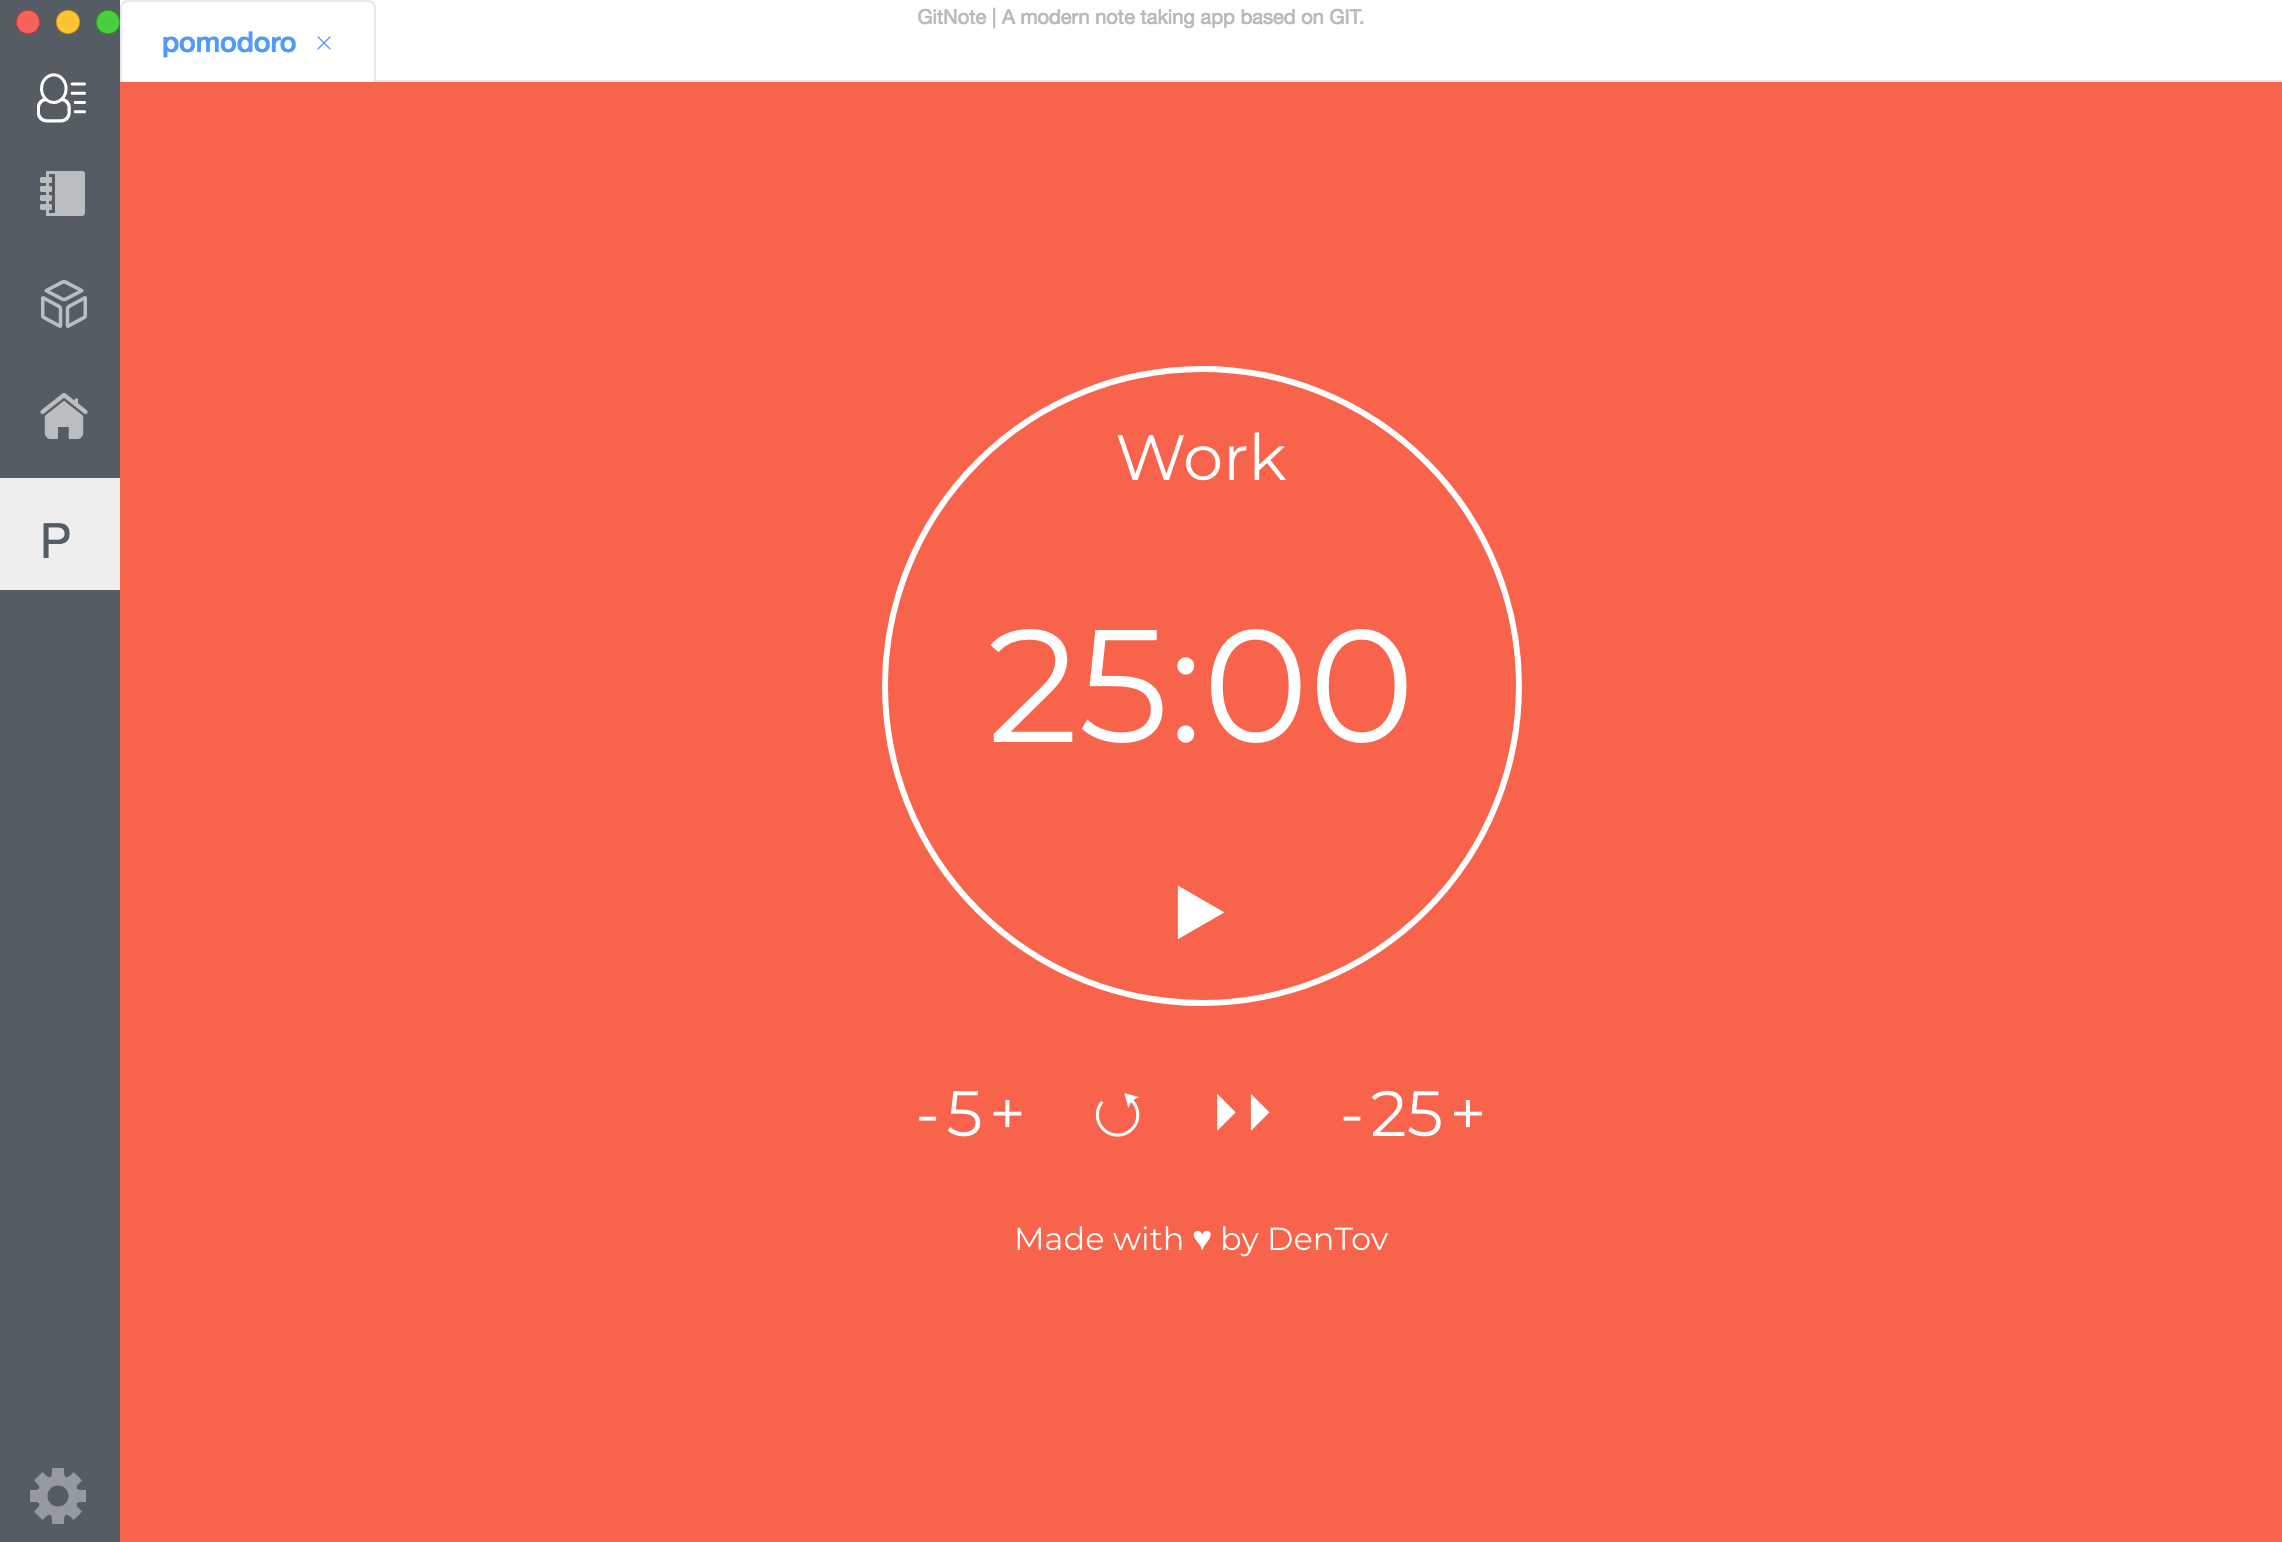 GitNote | A modern note taking app based on GIT.
pomodoro
P
Work
25:00
- 5 +
- 25 +
Made with ♥ by DenTov